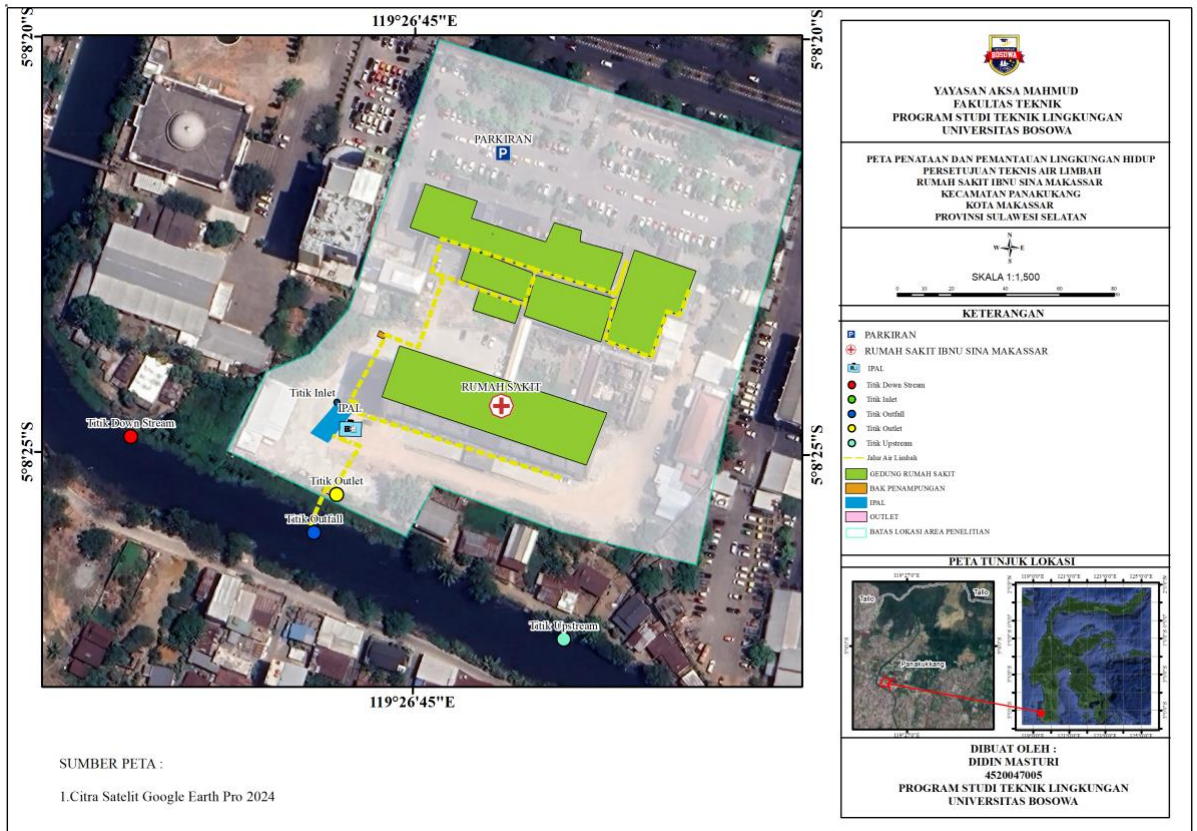 119°26'45"E
5°8'20"S
5°8'20"S
PARKIRAN
RUMAH SAKIT
Titik Inlet
IPAL
Titik Down Stream
5°8'25"S
5°8'25"S
Titik Outlet
Titik Outfall
Titik Upstream
119°26'45"E
SUMBER PETA :
1.Citra Satelit Google Earth Pro 2024
BOSOWA
YAYASAN AKSA MAHMUD
FAKULTAS TEKNIK
PROGRAM STUDI TEKNIK LINGKUNGAN
UNIVERSITAS BOSOWA
PETA PENATAAN DAN PEMANTAUAN LINGKUNGAN HIDUP
PERSETUJUAN TEKNIS AIR LIMBAH
RUMAH SAKIT IBNU SINA MAKASSAR
KECAMATAN PANAKUKANG
KOTA MAKASSAR
PROVINSI SULAWESI SELATAN
N
W E
S
SKALA 1:1,500
KETERANGAN
P PARKIRAN
RUMAH SAKIT IBNU SINA MAKASSAR
IPAL
Titik Down Stream
Titik Inlet
Titik Outfall
Titik Outlet
Titik Upstream
Jalur Air Limbah
GEDUNG RUMAH SAKIT
BAK PENAMPUNGAN
IPAL
OUTLET
BATAS LOKASI AREA PENELITIAN
PETA TUNJUK LOKASI
Tallo
Tallo
Panakukkang
DIBUAT OLEH :
DIDIN MASTURI
4520047005
PROGRAM STUDI TEKNIK LINGKUNGAN
UNIVERSITAS BOSOWA